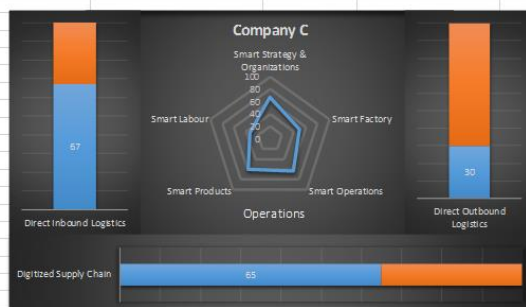 Company C
Smart Strategy &
Organizations
100
80
60
40
20
0
Smart Labour
Smart Factory
Smart Products
Smart Operations
Operations
67
Direct Inbound Logistics
30
Direct Outbound
Logistics
Digitized Supply Chain
65